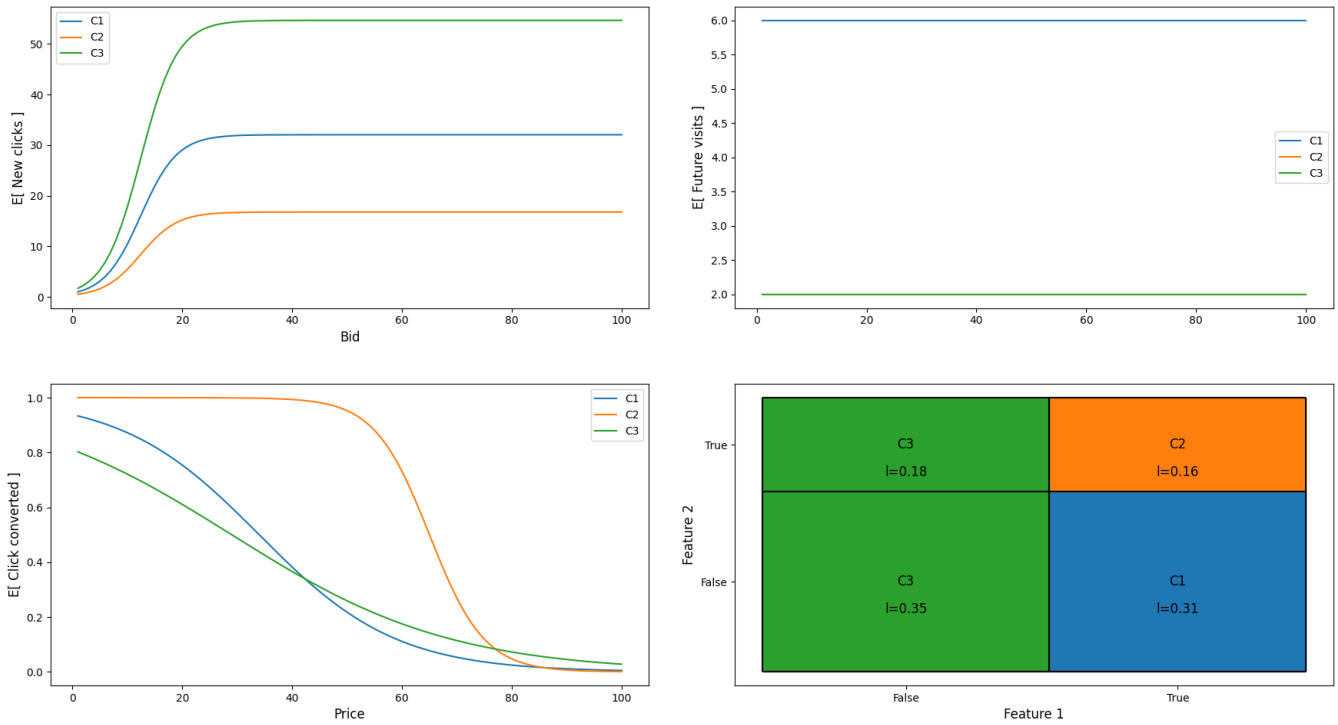 C1
C2
C3
50
40
30
20
10
0
E[ New clicks ]
0
20
40
60
80
100
Bid
6.0
5.5
5.0
4.5
4.0
3.5
3.0
2.5
2.0
E[ Future visits ]
C1
C2
C3
0
20
40
60
80
100
1.0
0.8
0.6
0.4
0.2
0.0
E[ Click converted ]
C1
C2
C3
0
20
40
60
80
100
Price
True
False
Feature 2
C3
l=0.18
C2
l=0.16
C3
l=0.35
C1
l=0.31
False
True
Feature 1